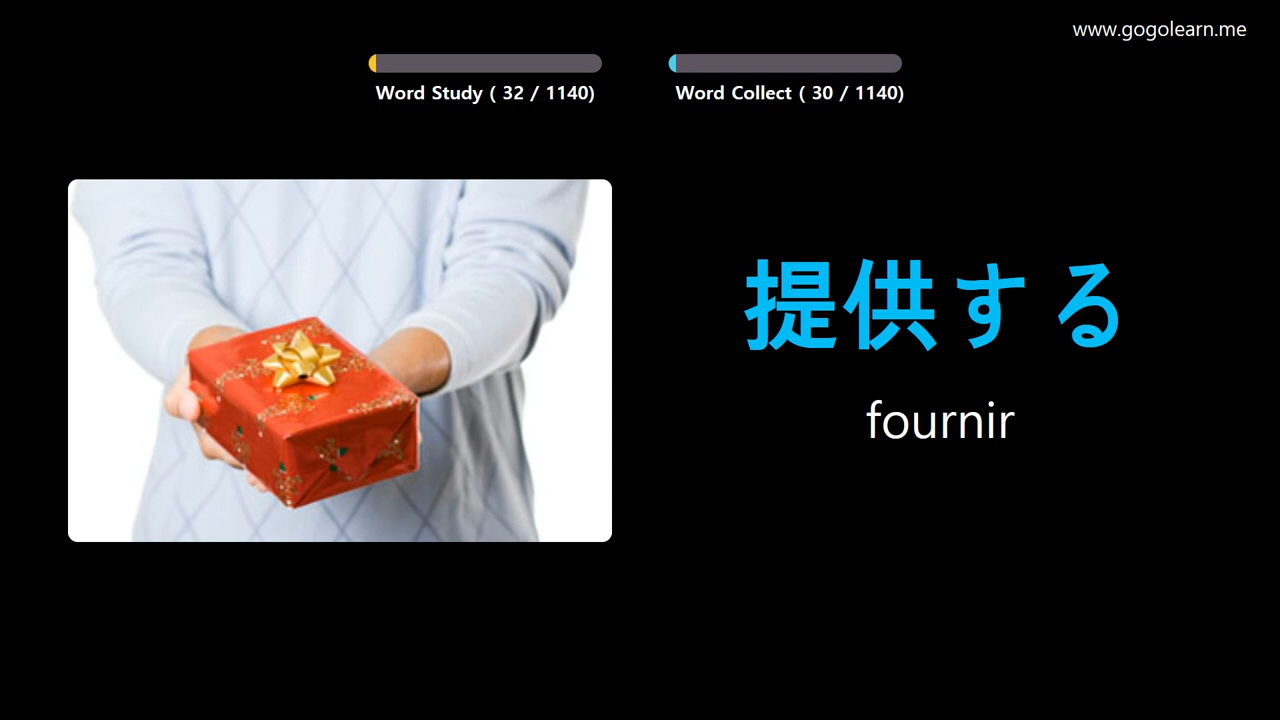 www.gogolearn.me
Word Study ( 32 / 1140)
Word Collect ( 30 / 1140)
提供する
fournir